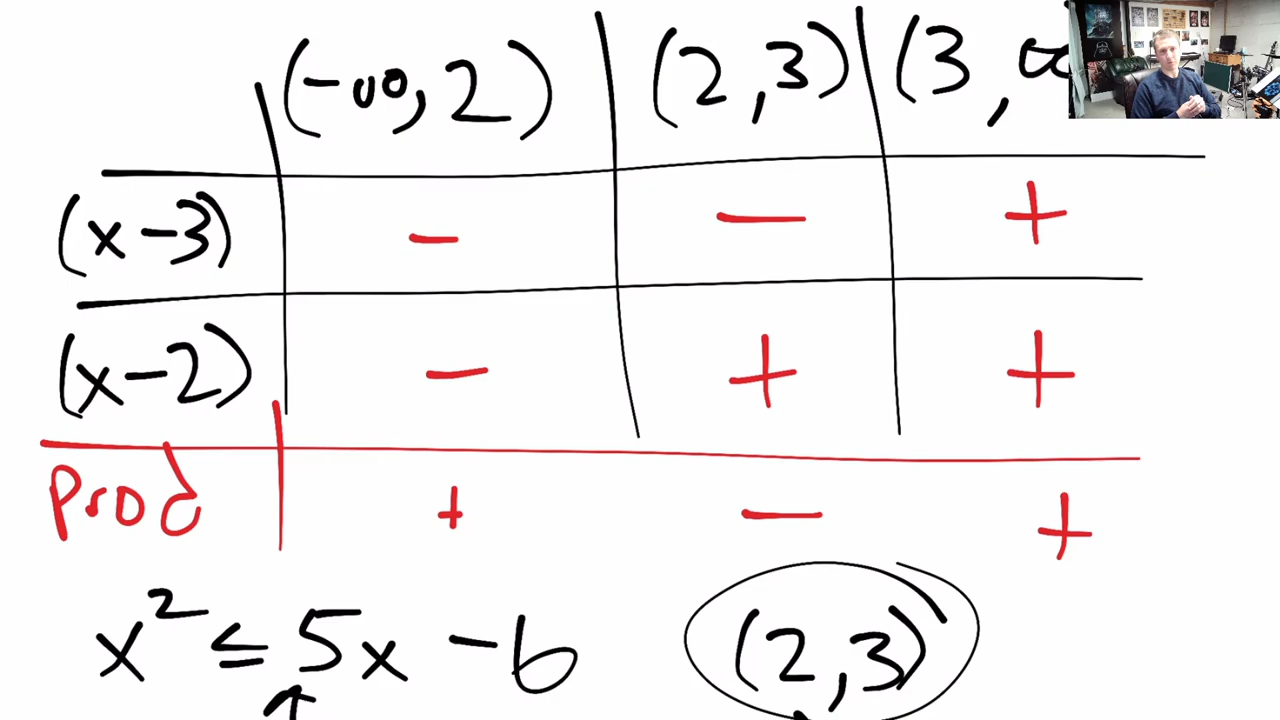 (-∞, 2) (2, 3) (3, ∞
(x-3) - - +
(x-2) - + +
Prod + - +
x² ≤ 5x - 6 (2, 3)